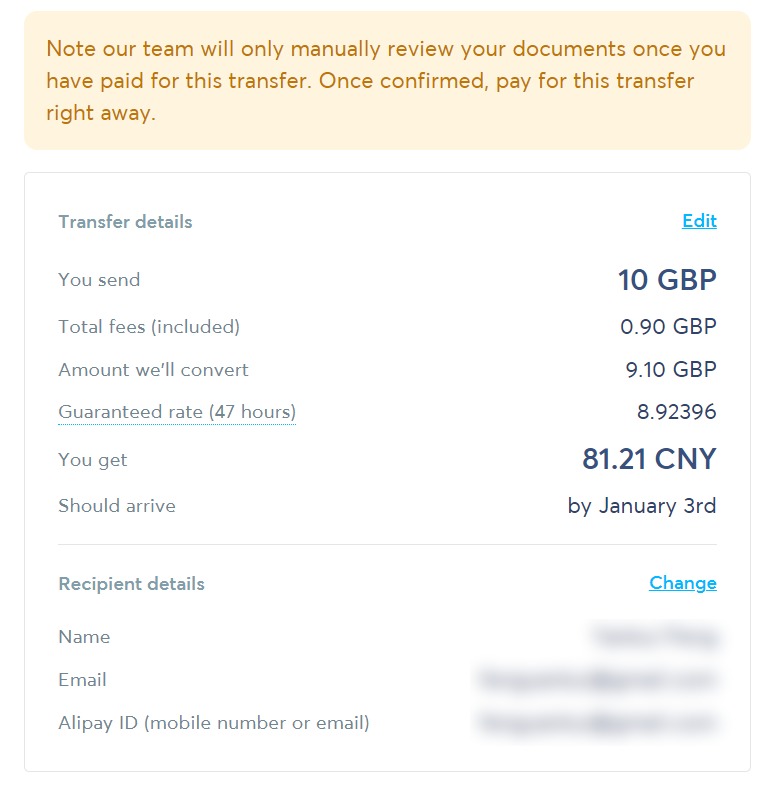 Note our team will only manually review your documents once you
have paid for this transfer. Once confirmed, pay for this transfer
right away.
Transfer details Edit
You send 10 GBP
Total fees (included) 0.90 GBP
Amount we'll convert 9.10 GBP
Guaranteed rate (47 hours) 8.92396
You get 81.21 CNY
Should arrive by January 3rd
Recipient details Change
Name
Email
Alipay ID (mobile number or email)